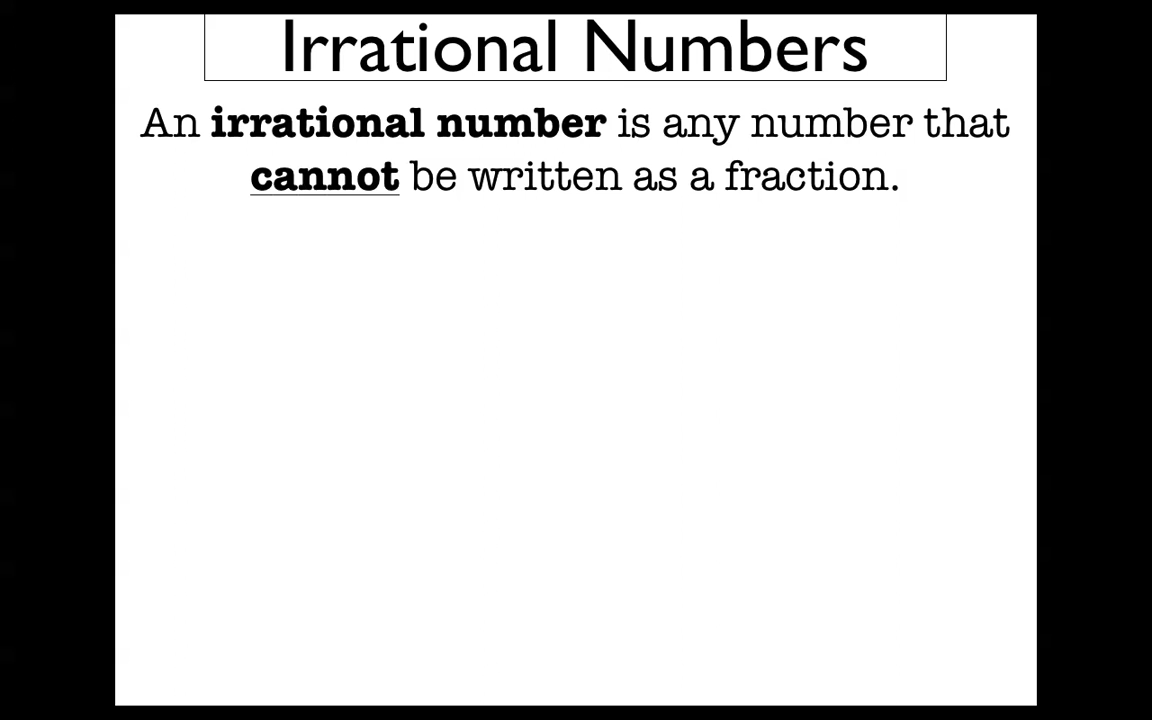 Irrational Numbers
An irrational number is any number that
cannot be written as a fraction.